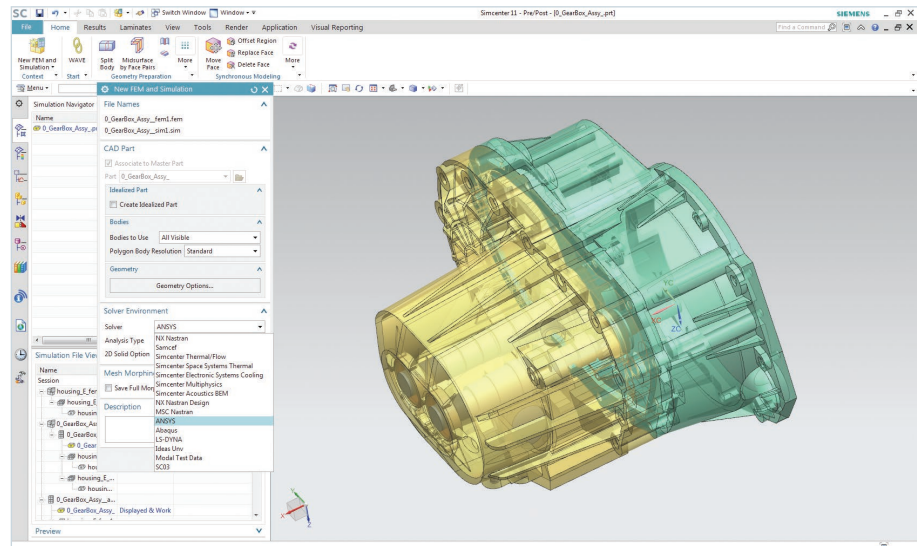 SC
Switch Window
Window
Simcenter 11 - Pre/Post - [0_GearBox_Assy_.prt]
SIEMENS
File Home Results Laminates View Tools Render Application Visual Reporting
Find a Command
New FEM and Simulation
WAVE
Split Body
Midsurface by Face Pairs
More
Move Face
Offset Region
Replace Face
Delete Face
More
Context
Start
Geometry Preparation
Synchronous Modeling
Menu
Simulation Navigator
Name
0_GearBox_Assy_.pr
New FEM and Simulation
File Names
0_GearBox_Assy__fem1.fem
0_GearBox_Assy__sim1.sim
CAD Part
Associate to Master Part
Part 0_GearBox_Assy_
Idealized Part
Create Idealized Part
Bodies
Bodies to Use All Visible
Polygon Body Resolution Standard
Geometry
Geometry Options...
Solver Environment
Solver ANSYS
Analysis Type
2D Solid Option
Mesh Morphin
Save Full Mor
Description
NX Nastran
Samcef
Simcenter Thermal/Flow
Simcenter Space Systems Thermal
Simcenter Electronic Systems Cooling
Simcenter Multiphysics
Simcenter Acoustics BEM
NX Nastran Design
MSC Nastran
ANSYS
Abaqus
LS-DYNA
Ideas Unv
Modal Test Data
SC03
Simulation File View
Name
Session
housing_E_fer
housing_E
housin
0_GearBox_As
0_GearBox
0_Gear
housin
hou
housing_E_...
housin...
0_GearBox_Assy__a...
0_GearBox_Assy_ Displayed & Work
Preview
YC
XC
ZC
Y
X
Z